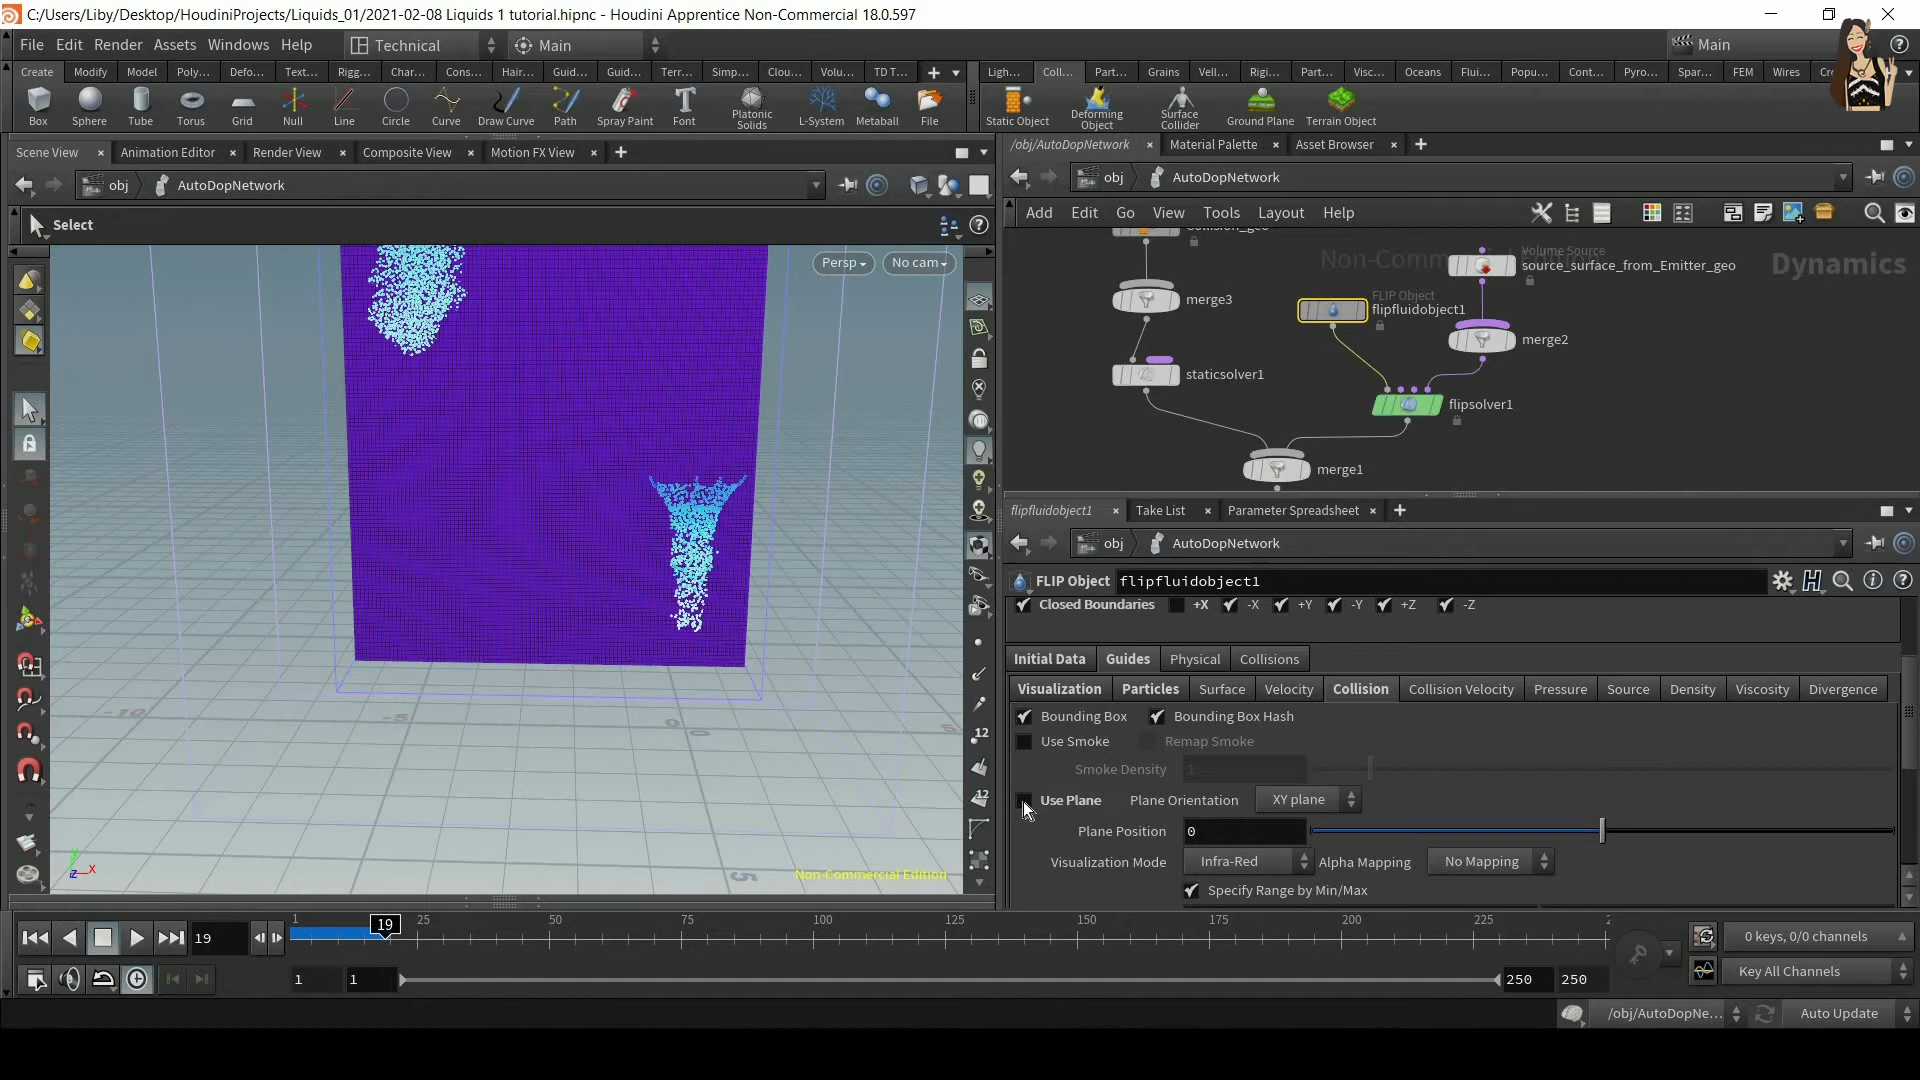 C:/Users/Liby/Desktop/HoudiniProjects/Liquids_01/2021-02-08 Liquids 1 tutorial.hipnc - Houdini Apprentice Non-Commercial 18.0.597
File Edit Render Assets Windows Help Technical Main Main
Create Modify Model Poly... Defo... Text... Rigg... Char... Cons... Hair... Guid... Guid... Terr... Simp... Clou... Volu... TD T...
Ligh... Coll... Part... Grains Vell... Rigi... Part... Visc... Oceans Flui... Popu... Cont... Pyro... Spar... FEM Wires
Box Sphere Tube Torus Grid Null Line Circle Curve Draw Curve Path Spray Paint Font Platonic Solids L-System Metaball File
Static Object Deforming Object Surface Collider Ground Plane Terrain Object
Scene View Animation Editor Render View Composite View Motion FX View
/obj/AutoDopNetwork Material Palette Asset Browser
obj AutoDopNetwork
obj AutoDopNetwork
Select
Add Edit Go View Tools Layout Help
Persp No cam
Volume Source
source_surface_from_Emitter_geo
Dynamics
merge3
FLIP Object
flipfluidobject1
merge2
staticsolver1
flipsolver1
merge1
flipfluidobject1 Take List Parameter Spreadsheet
obj AutoDopNetwork
FLIP Object flipfluidobject1
Closed Boundaries +X -X +Y -Y +Z -Z
Initial Data Guides Physical Collisions
Visualization Particles Surface Velocity Collision Collision Velocity Pressure Source Density Viscosity Divergence
Bounding Box Bounding Box Hash
Use Smoke Remap Smoke
Smoke Density 1
Use Plane Plane Orientation XY plane
Plane Position 0
Visualization Mode Infra-Red Alpha Mapping No Mapping
Specify Range by Min/Max
-10 -5 0 0 5
12
12
z x
Non-Commercial Edition
1 25 50 75 100 125 150 175 200 225
19
19
0 keys, 0/0 channels
1 1 250 250
Key All Channels
/obj/AutoDopNe... Auto Update